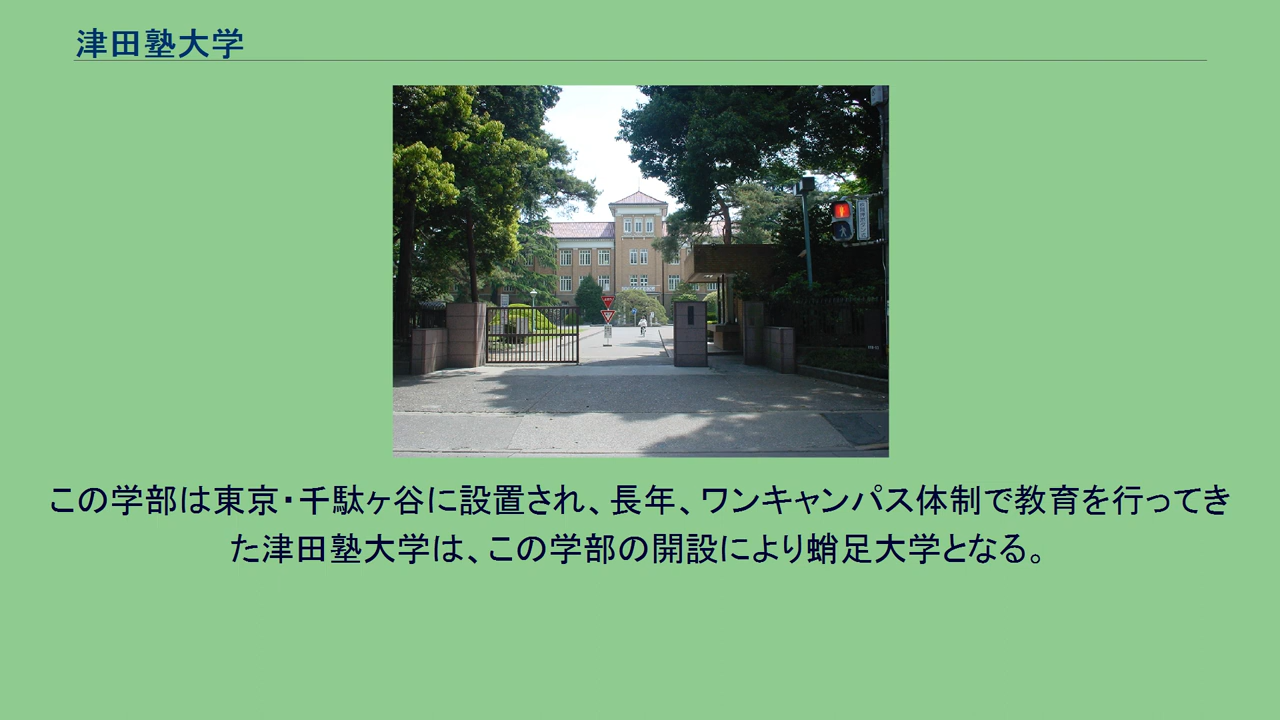 津田塾大学
この学部は東京・千駄ヶ谷に設置され、長年、ワンキャンパス体制で教育を行ってき
た津田塾大学は、この学部の開設により蛸足大学となる。